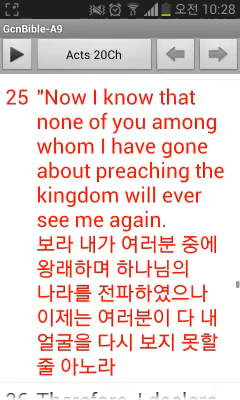 오전 10:28
GcnBible-A9
Acts 20Ch
25 "Now I know that
none of you among
whom I have gone
about preaching the
kingdom will ever
see me again.
보라 내가 여러분 중에
왕래하며 하나님의
나라를 전파하였으나
이제는 여러분이 다 내
얼굴을 다시 보지 못할
줄 아노라
26 "Therefore, I declare